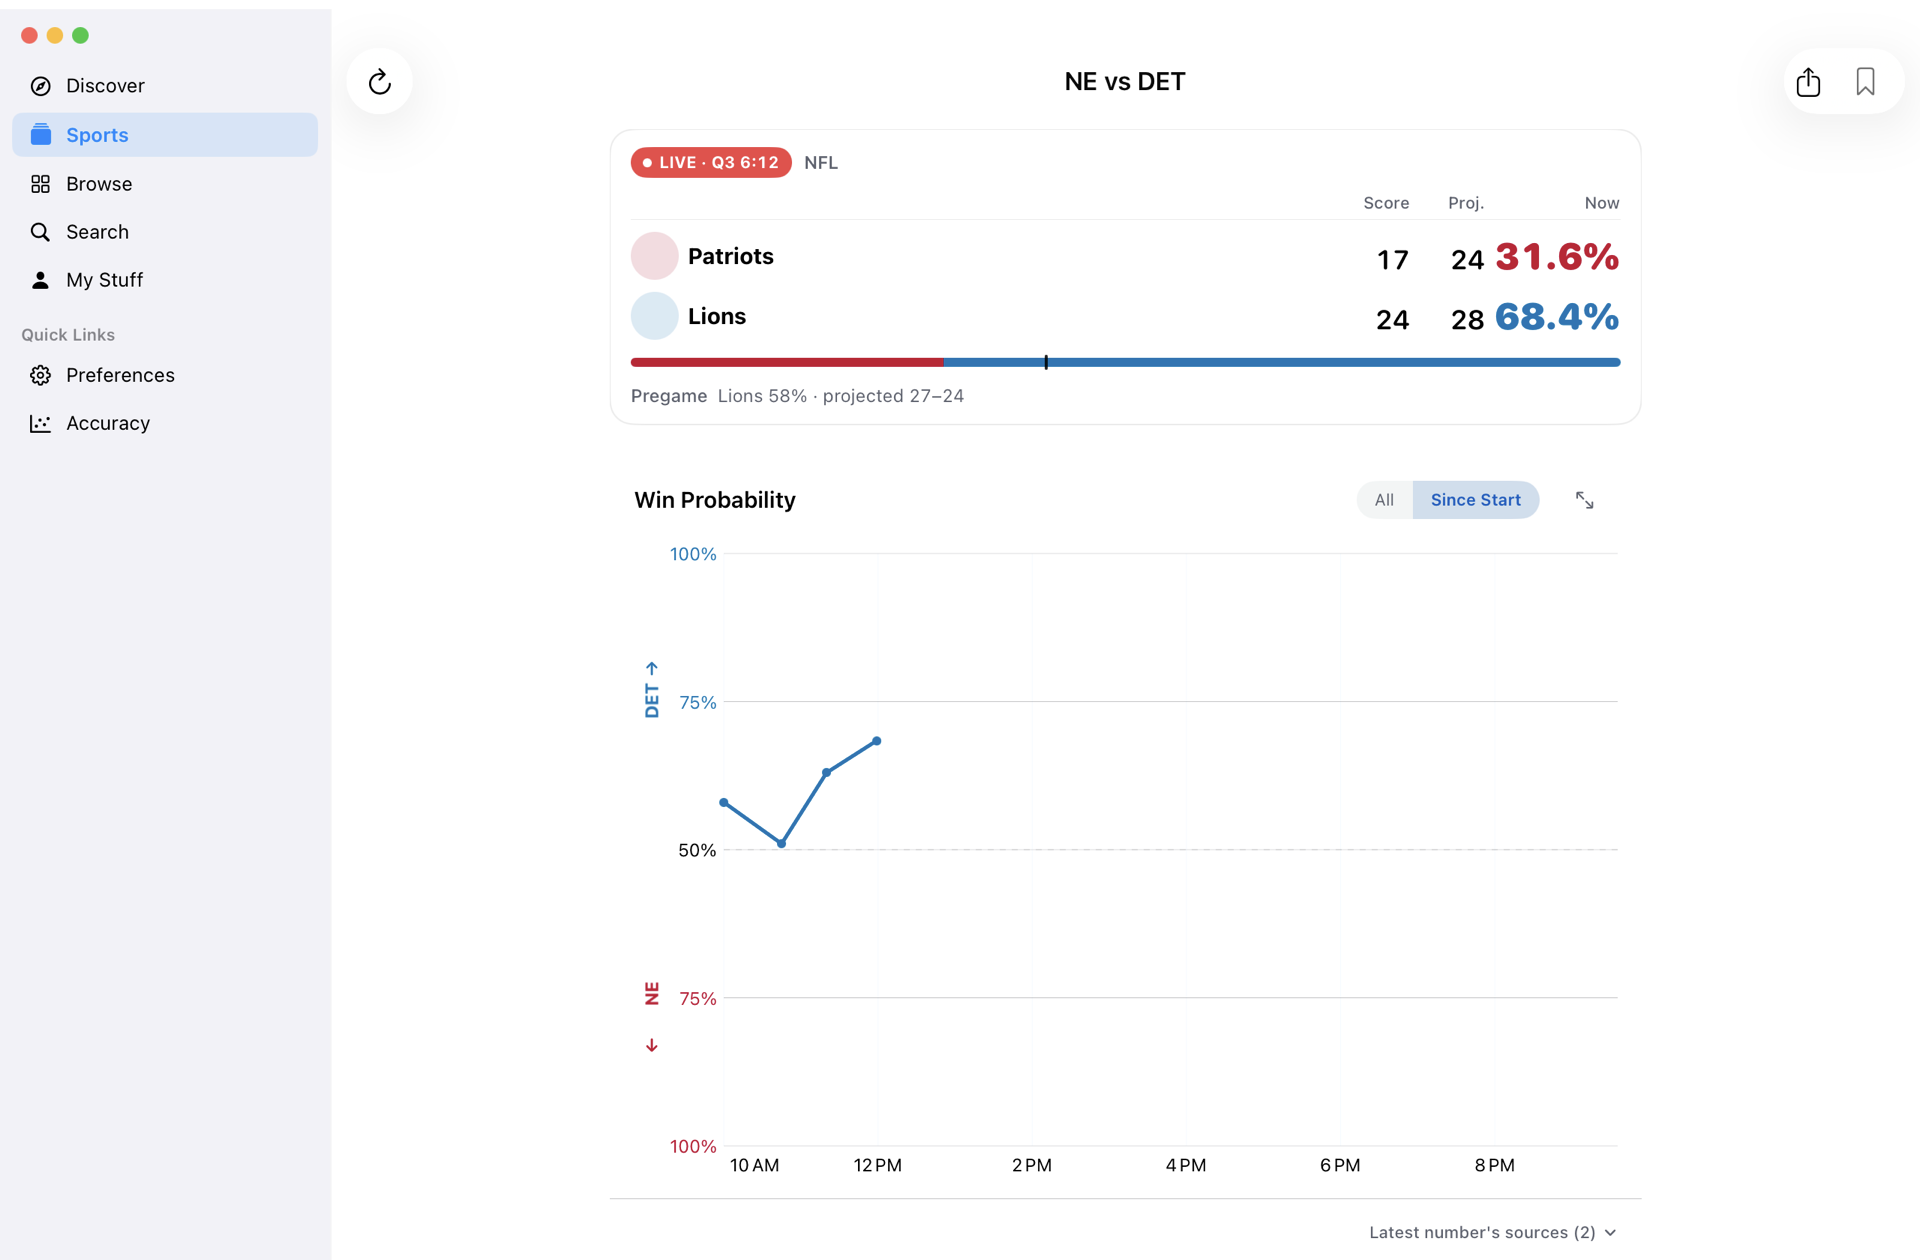 Discover
Sports
Browse
Search
My Stuff
Quick Links
Preferences
Accuracy
NE vs DET
LIVE · Q3 6:12 NFL
Score Proj. Now
Patriots 17 24 31.6%
Lions 24 28 68.4%
Pregame Lions 58% · projected 27–24
Win Probability
All Since Start
100%
DET →
75%
50%
NE
75%
←
100%
10 AM 12 PM 2 PM 4 PM 6 PM 8 PM
Latest number's sources (2)